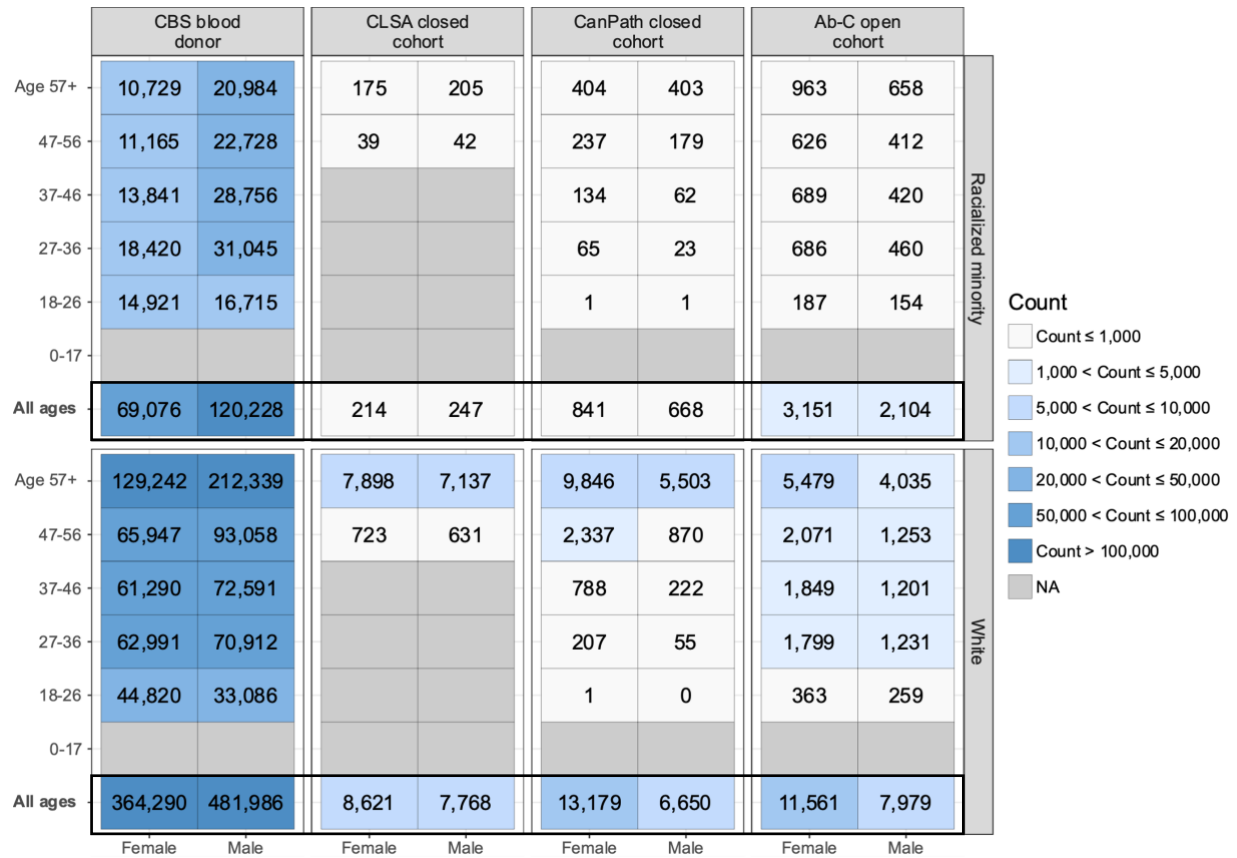 CBS blood donor CLSA closed cohort CanPath closed cohort Ab-C open cohort
Age 57+ 10,729 20,984 175 205 404 403 963 658
47-56 11,165 22,728 39 42 237 179 626 412
37-46 13,841 28,756 134 62 689 420
27-36 18,420 31,045 65 23 686 460
18-26 14,921 16,715 1 1 187 154
0-17
All ages 69,076 120,228 214 247 841 668 3,151 2,104
Racialized minority
Age 57+ 129,242 212,339 7,898 7,137 9,846 5,503 5,479 4,035
47-56 65,947 93,058 723 631 2,337 870 2,071 1,253
37-46 61,290 72,591 788 222 1,849 1,201
27-36 62,991 70,912 207 55 1,799 1,231
18-26 44,820 33,086 1 0 363 259
0-17
All ages 364,290 481,986 8,621 7,768 13,179 6,650 11,561 7,979
White
Female Male Female Male Female Male Female Male
Count
Count ≤ 1,000
1,000 < Count ≤ 5,000
5,000 < Count ≤ 10,000
10,000 < Count ≤ 20,000
20,000 < Count ≤ 50,000
50,000 < Count ≤ 100,000
Count > 100,000
NA